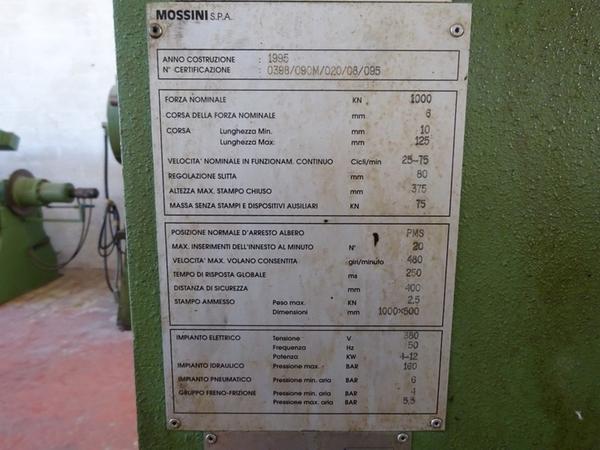 MOSSINI S.P.A.
ANNO COSTRUZIONE : 1995
N° CERTIFICAZIONE : 0398/090M/020/08/095
FORZA NOMINALE KN 1000
CORSA DELLA FORZA NOMINALE mm 6
CORSA Lunghezza Min. mm 10
Lunghezza Max: mm 125
VELOCITA' NOMINALE IN FUNZIONAM. CONTINUO Cicli/min 25-75
REGOLAZIONE SLITTA mm 80
ALTEZZA MAX. STAMPO CHIUSO mm 375
MASSA SENZA STAMPI E DISPOSITIVI AUSILIARI KN 75
POSIZIONE NORMALE D'ARRESTO ALBERO PMS
MAX. INSERIMENTI DELL'INNESTO AL MINUTO N° 20
VELOCITA' MAX. VOLANO CONSENTITA giri/minuto 480
TEMPO DI RISPOSTA GLOBALE ms 250
DISTANZA DI SICUREZZA mm 400
STAMPO AMMESSO Peso max. KN 2.5
Dimensioni mm 1000×500
IMPIANTO ELETTRICO Tensione V. 380
Frequenza Hz 50
Potenza KW 4-12
IMPIANTO IDRAULICO Pressione max. BAR 160
IMPIANTO PNEUMATICO Pressione min. aria BAR 6
GRUPPO FRENO-FRIZIONE Pressione min. aria BAR 4
Pressione max. aria BAR 5,5